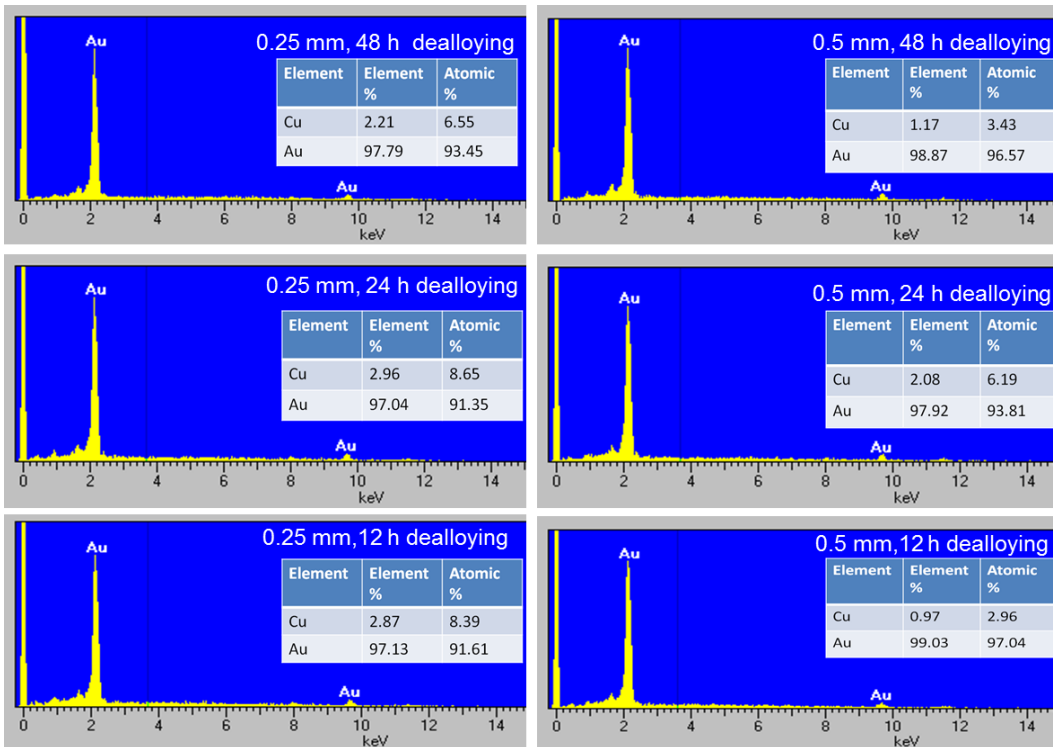 Au
0.25 mm, 48 h dealloying
Element Element % Atomic %
Cu 2.21 6.55
Au 97.79 93.45
Au
0 2 4 6 8 10 12 14
keV
Au
0.5 mm, 48 h dealloying
Element Element % Atomic %
Cu 1.17 3.43
Au 98.87 96.57
Au
0 2 4 6 8 10 12 14
keV
Au
0.25 mm, 24 h dealloying
Element Element % Atomic %
Cu 2.96 8.65
Au 97.04 91.35
Au
0 2 4 6 8 10 12 14
keV
Au
0.5 mm, 24 h dealloying
Element Element % Atomic %
Cu 2.08 6.19
Au 97.92 93.81
Au
0 2 4 6 8 10 12 14
keV
Au
0.25 mm,12 h dealloying
Element Element % Atomic %
Cu 2.87 8.39
Au 97.13 91.61
Au
0 2 4 6 8 10 12 14
keV
Au
0.5 mm,12 h dealloying
Element Element % Atomic %
Cu 0.97 2.96
Au 99.03 97.04
Au
0 2 4 6 8 10 12 14
keV